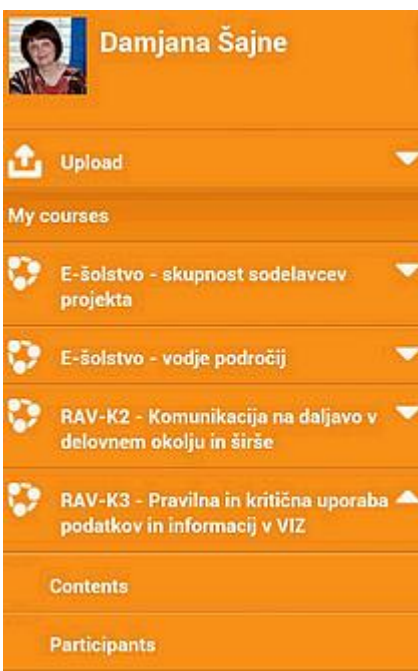 Damjana Šajne
Upload
My courses
E-šolstvo - skupnost sodelavcev
projekta
E-šolstvo - vodje področij
RAV-K2 - Komunikacija na daljavo v
delovnem okolju in širše
RAV-K3 - Pravilna in kritična uporaba
podatkov in informacij v VIZ
Contents
Participants